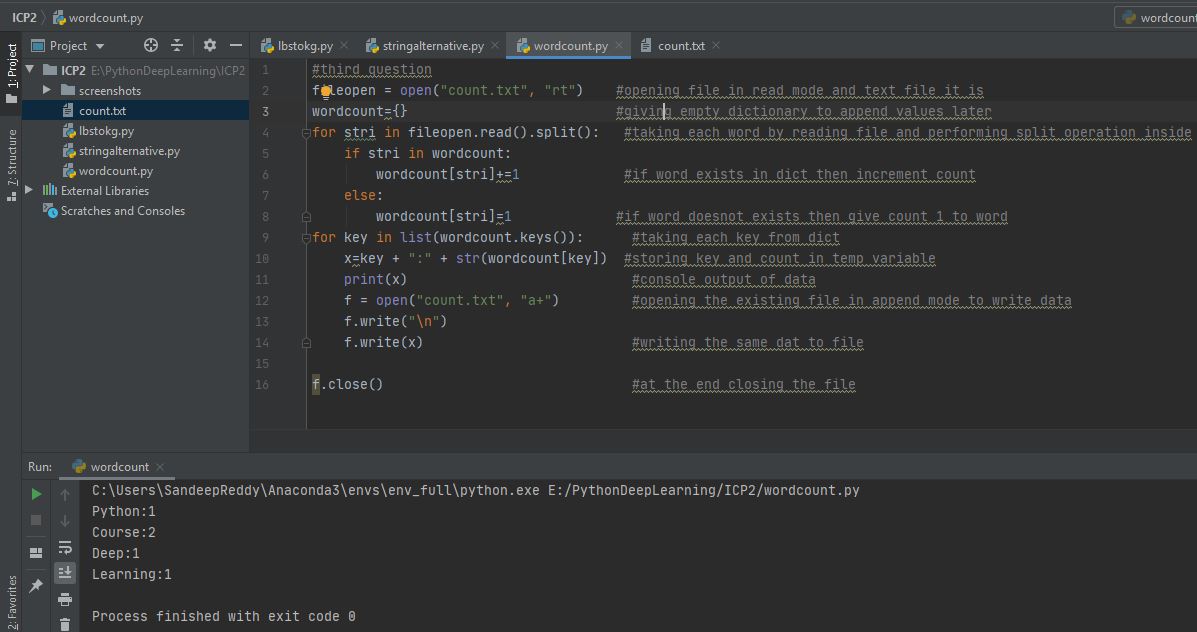 ICP2 wordcount.py wordcount
Project lbstokg.py stringalternative.py wordcount.py count.txt
1: Project
7: Structure
2: Favorites
ICP2 E:\PythonDeepLearning\ICP2
screenshots
count.txt
lbstokg.py
stringalternative.py
wordcount.py
External Libraries
Scratches and Consoles
1 #third question
2 fileopen = open("count.txt", "rt") #opening file in read mode and text file it is
3 wordcount={} #giving empty dictionary to append values later
4 for stri in fileopen.read().split(): #taking each word by reading file and performing split operation inside
5 if stri in wordcount:
6 wordcount[stri]+=1 #if word exists in dict then increment count
7 else:
8 wordcount[stri]=1 #if word doesnot exists then give count 1 to word
9 for key in list(wordcount.keys()): #taking each key from dict
10 x=key + ":" + str(wordcount[key]) #storing key and count in temp variable
11 print(x) #console output of data
12 f = open("count.txt", "a+") #opening the existing file in append mode to write data
13 f.write("\n")
14 f.write(x) #writing the same dat to file
15
16 f.close() #at the end closing the file
Run: wordcount
C:\Users\SandeepReddy\Anaconda3\envs\env_full\python.exe E:/PythonDeepLearning/ICP2/wordcount.py
Python:1
Course:2
Deep:1
Learning:1
Process finished with exit code 0